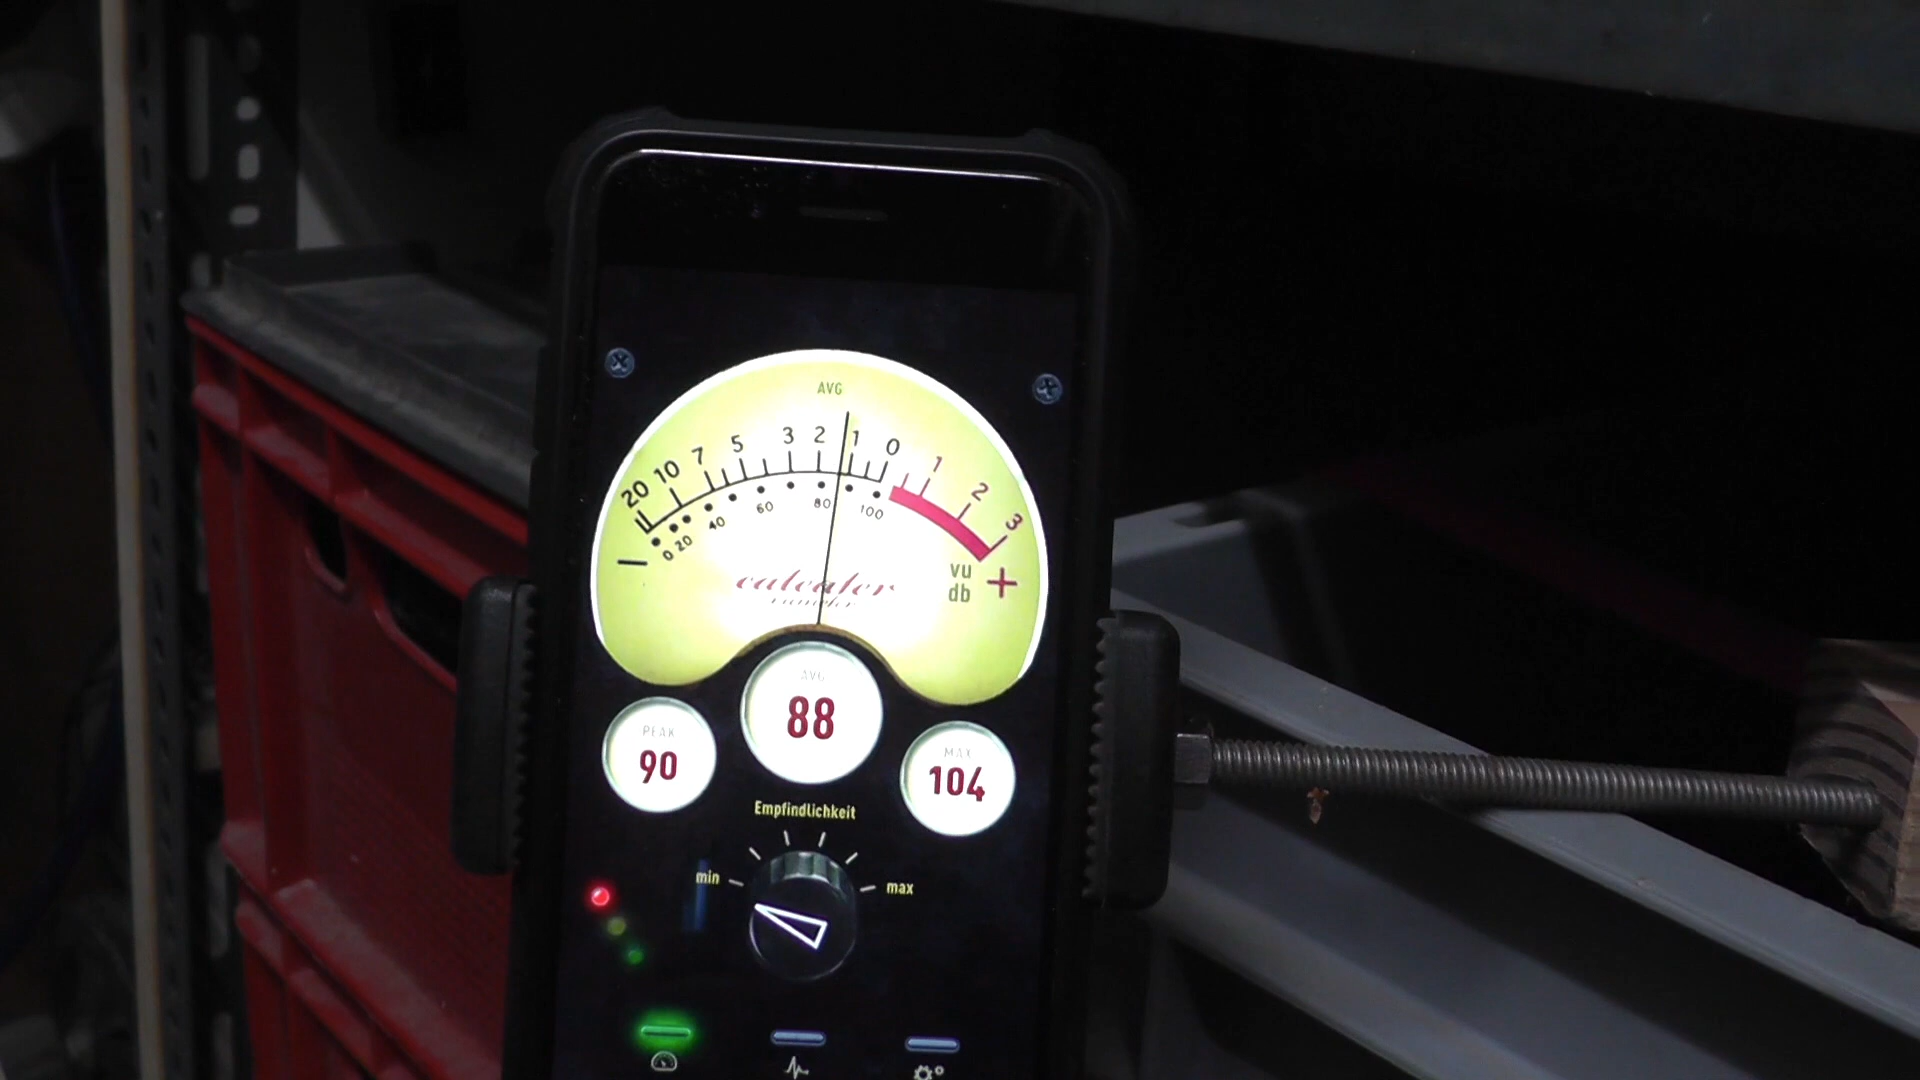 AVG
20 10 7 5 3 2 1 0 1 2 3
0 20 40 60 80 100
vu
db
AVG
88
PEAK
90
MAX
104
Empfindlichkeit
min
max